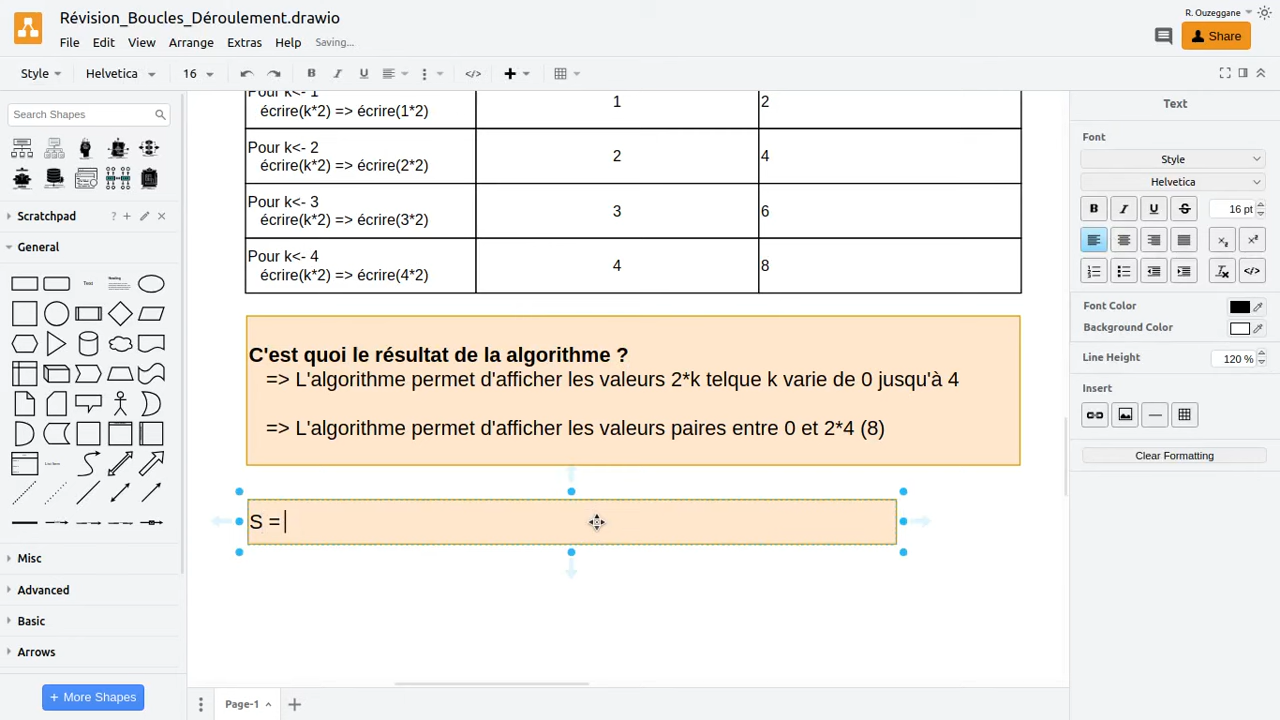 Révision_Boucles_Déroulement.drawio
R. Ouzeggane
File Edit View Arrange Extras Help Saving...
Share
Style Helvetica 16
Search Shapes
Scratchpad
General
Text
Heading
List Item
Misc
Advanced
Basic
Arrows
+ More Shapes
Pour k<- 1
écrire(k*2) => écrire(1*2)
1
2
Pour k<- 2
écrire(k*2) => écrire(2*2)
2
4
Pour k<- 3
écrire(k*2) => écrire(3*2)
3
6
Pour k<- 4
écrire(k*2) => écrire(4*2)
4
8
C'est quoi le résultat de la algorithme ?
=> L'algorithme permet d'afficher les valeurs 2*k telque k varie de 0 jusqu'à 4
=> L'algorithme permet d'afficher les valeurs paires entre 0 et 2*4 (8)
S =
Page-1
Text
Font
Style
Helvetica
B I U S 16 pt
Font Color
Background Color
Line Height 120 %
Insert
Clear Formatting